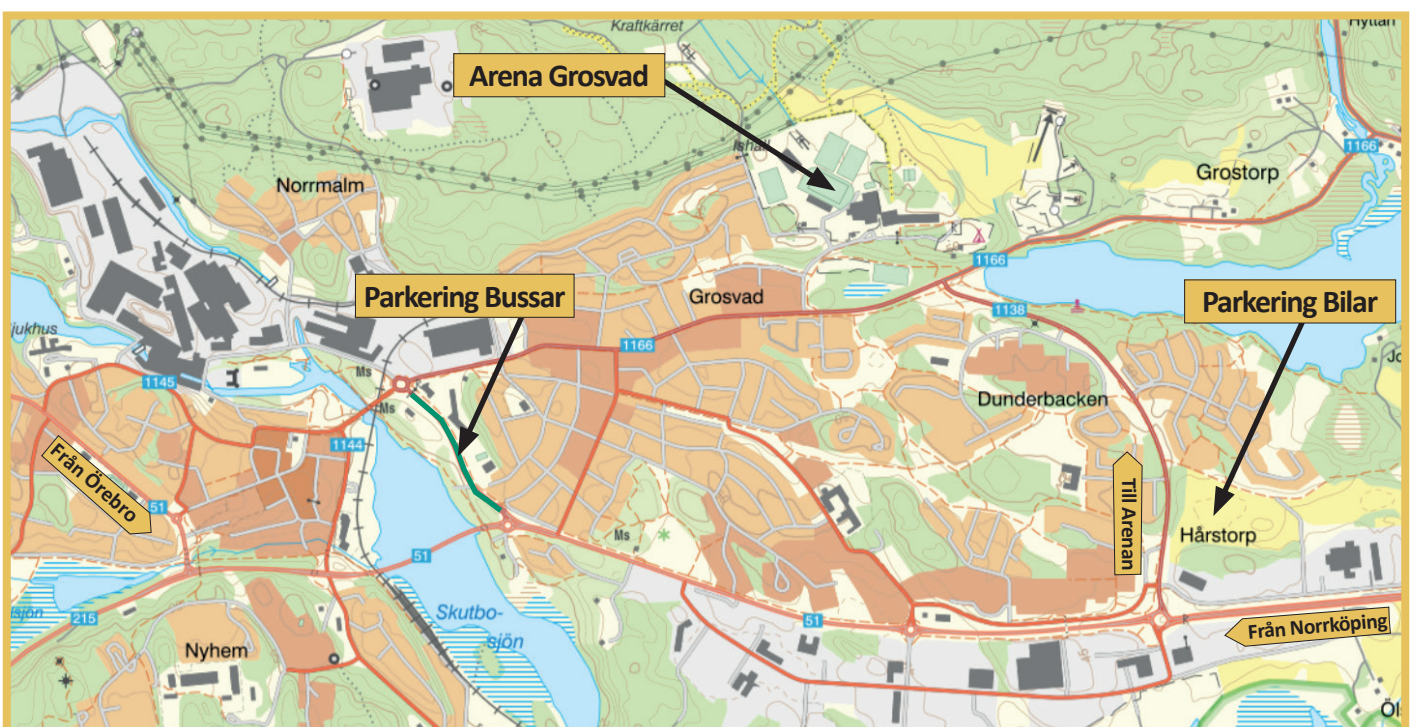 Kraftkärret
Hyttan
Arena Grosvad
Ishall
1166
Norrmalm
Grostorp
1166
Parkering Bussar
Grosvad
1138
Parkering Bilar
jukhus
1166
Ms
1145
Ms
Dunderbacken
1144
Från Örebro
51
Till Arenan
Ms
Hårstorp
51
51
Från Norrköping
215
sjön
Skutbo-
sjön
Nyhem
45